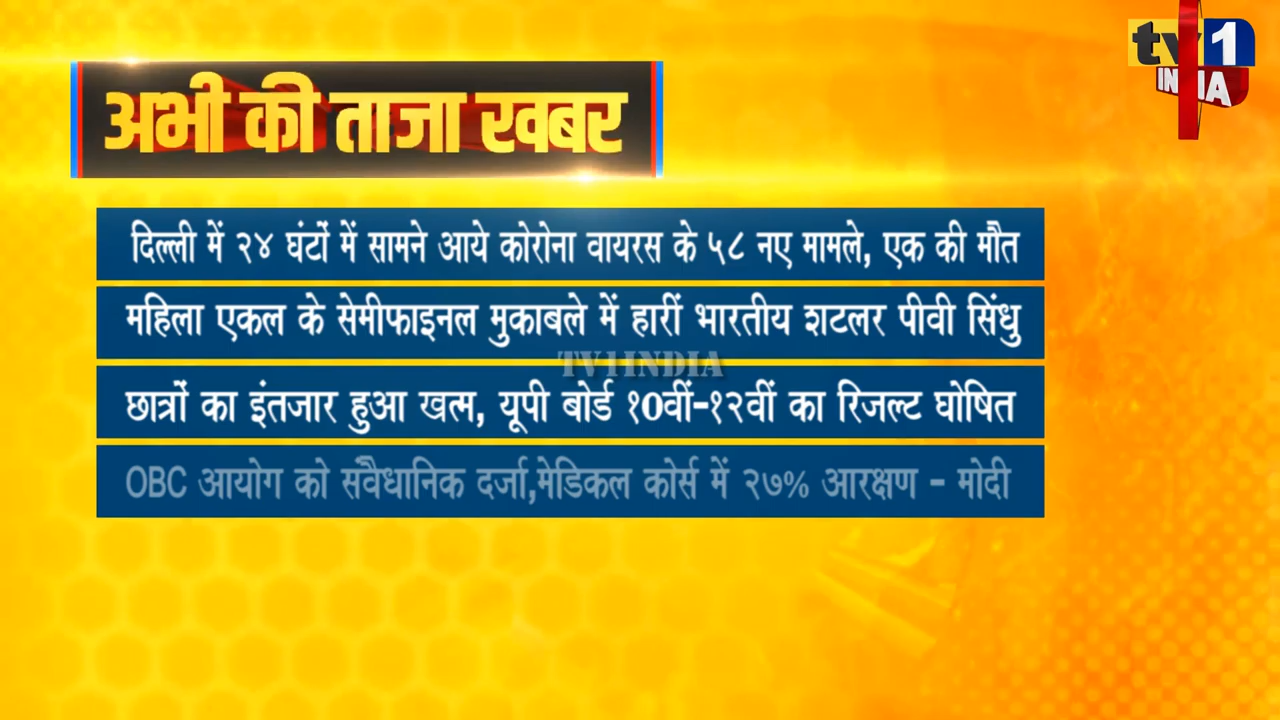 tv1
INDIA
अभी की ताजा खबर
दिल्ली में २४ घंटों में सामने आये कोरोना वायरस के ५८ नए मामले, एक की मौत
महिला एकल के सेमीफाइनल मुकाबले में हारीं भारतीय शटलर पीवी सिंधु
TV1INDIA
छात्रों का इंतजार हुआ खत्म, यूपी बोर्ड १0वीं-१२वीं का रिजल्ट घोषित
OBC आयोग को संवैधानिक दर्जा,मेडिकल कोर्स में २७% आरक्षण - मोदी